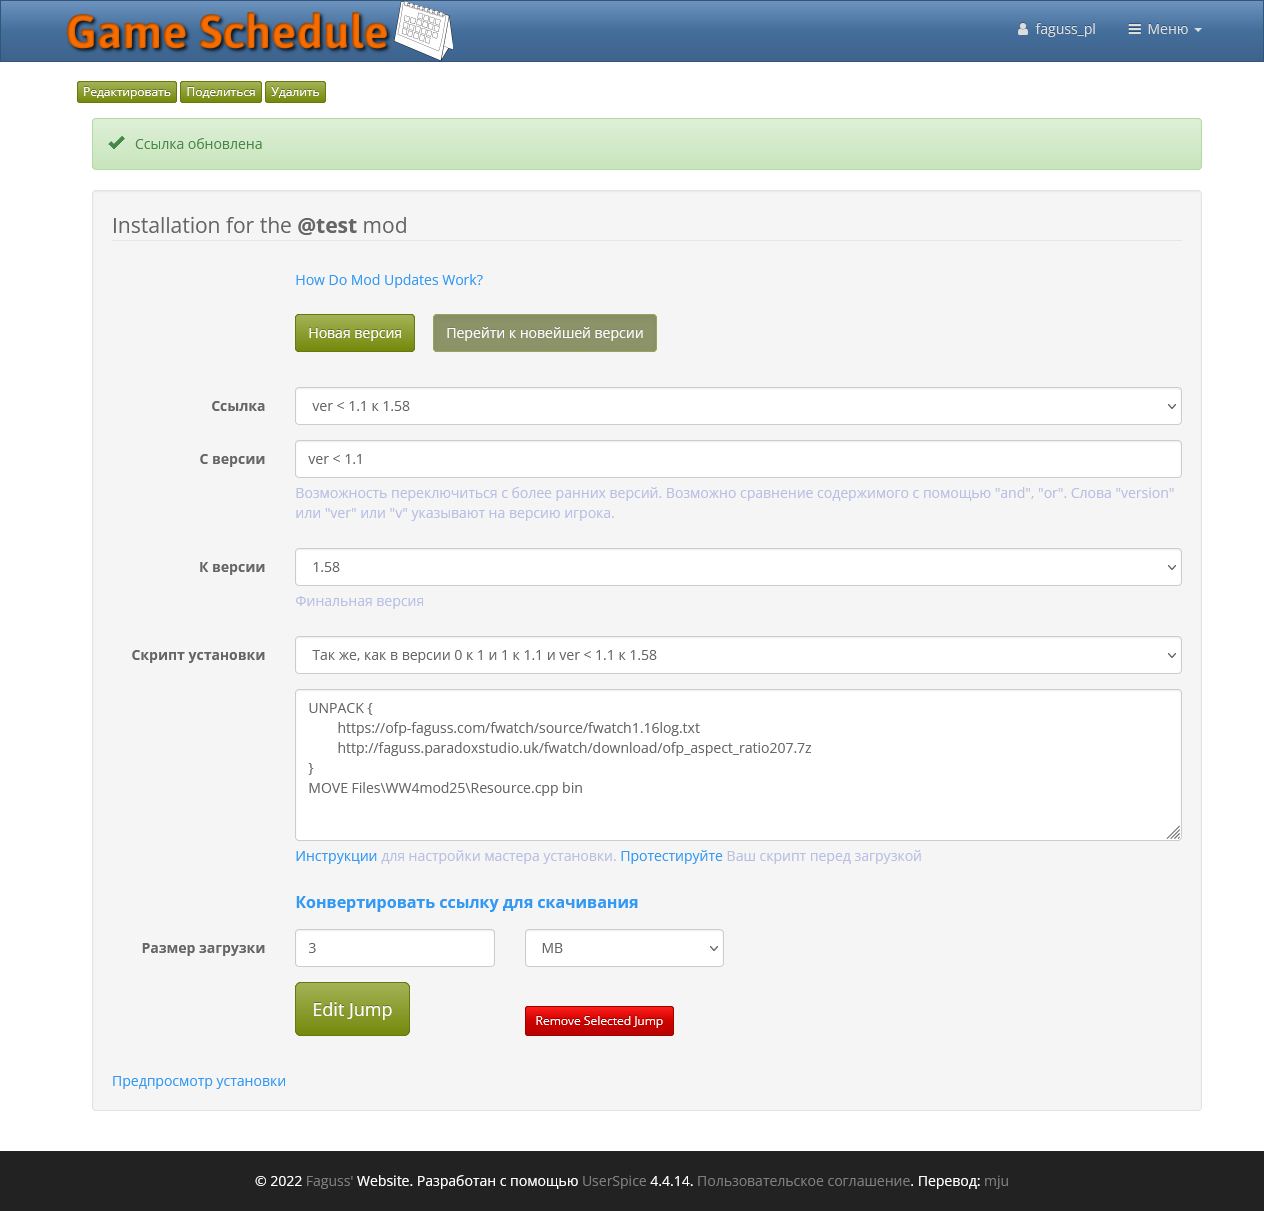 Game Schedule
faguss_pl
Меню
Редактировать Поделиться Удалить
Ссылка обновлена
Installation for the @test mod
How Do Mod Updates Work?
Новая версия Перейти к новейшей версии
Ссылка ver < 1.1 к 1.58
С версии ver < 1.1
Возможность переключиться с более ранних версий. Возможно сравнение содержимого с помощью "and", "or". Слова "version"
или "ver" или "v" указывают на версию игрока.
К версии 1.58
Финальная версия
Скрипт установки Так же, как в версии 0 к 1 и 1 к 1.1 и ver < 1.1 к 1.58
UNPACK {
https://ofp-faguss.com/fwatch/source/fwatch1.16log.txt
http://faguss.paradoxstudio.uk/fwatch/download/ofp_aspect_ratio207.7z
}
MOVE Files\WW4mod25\Resource.cpp bin
Инструкции для настройки мастера установки. Протестируйте Ваш скрипт перед загрузкой
Конвертировать ссылку для скачивания
Размер загрузки 3 MB
Edit Jump Remove Selected Jump
Предпросмотр установки
© 2022 Faguss' Website. Разработан с помощью UserSpice 4.4.14. Пользовательское соглашение. Перевод: mju